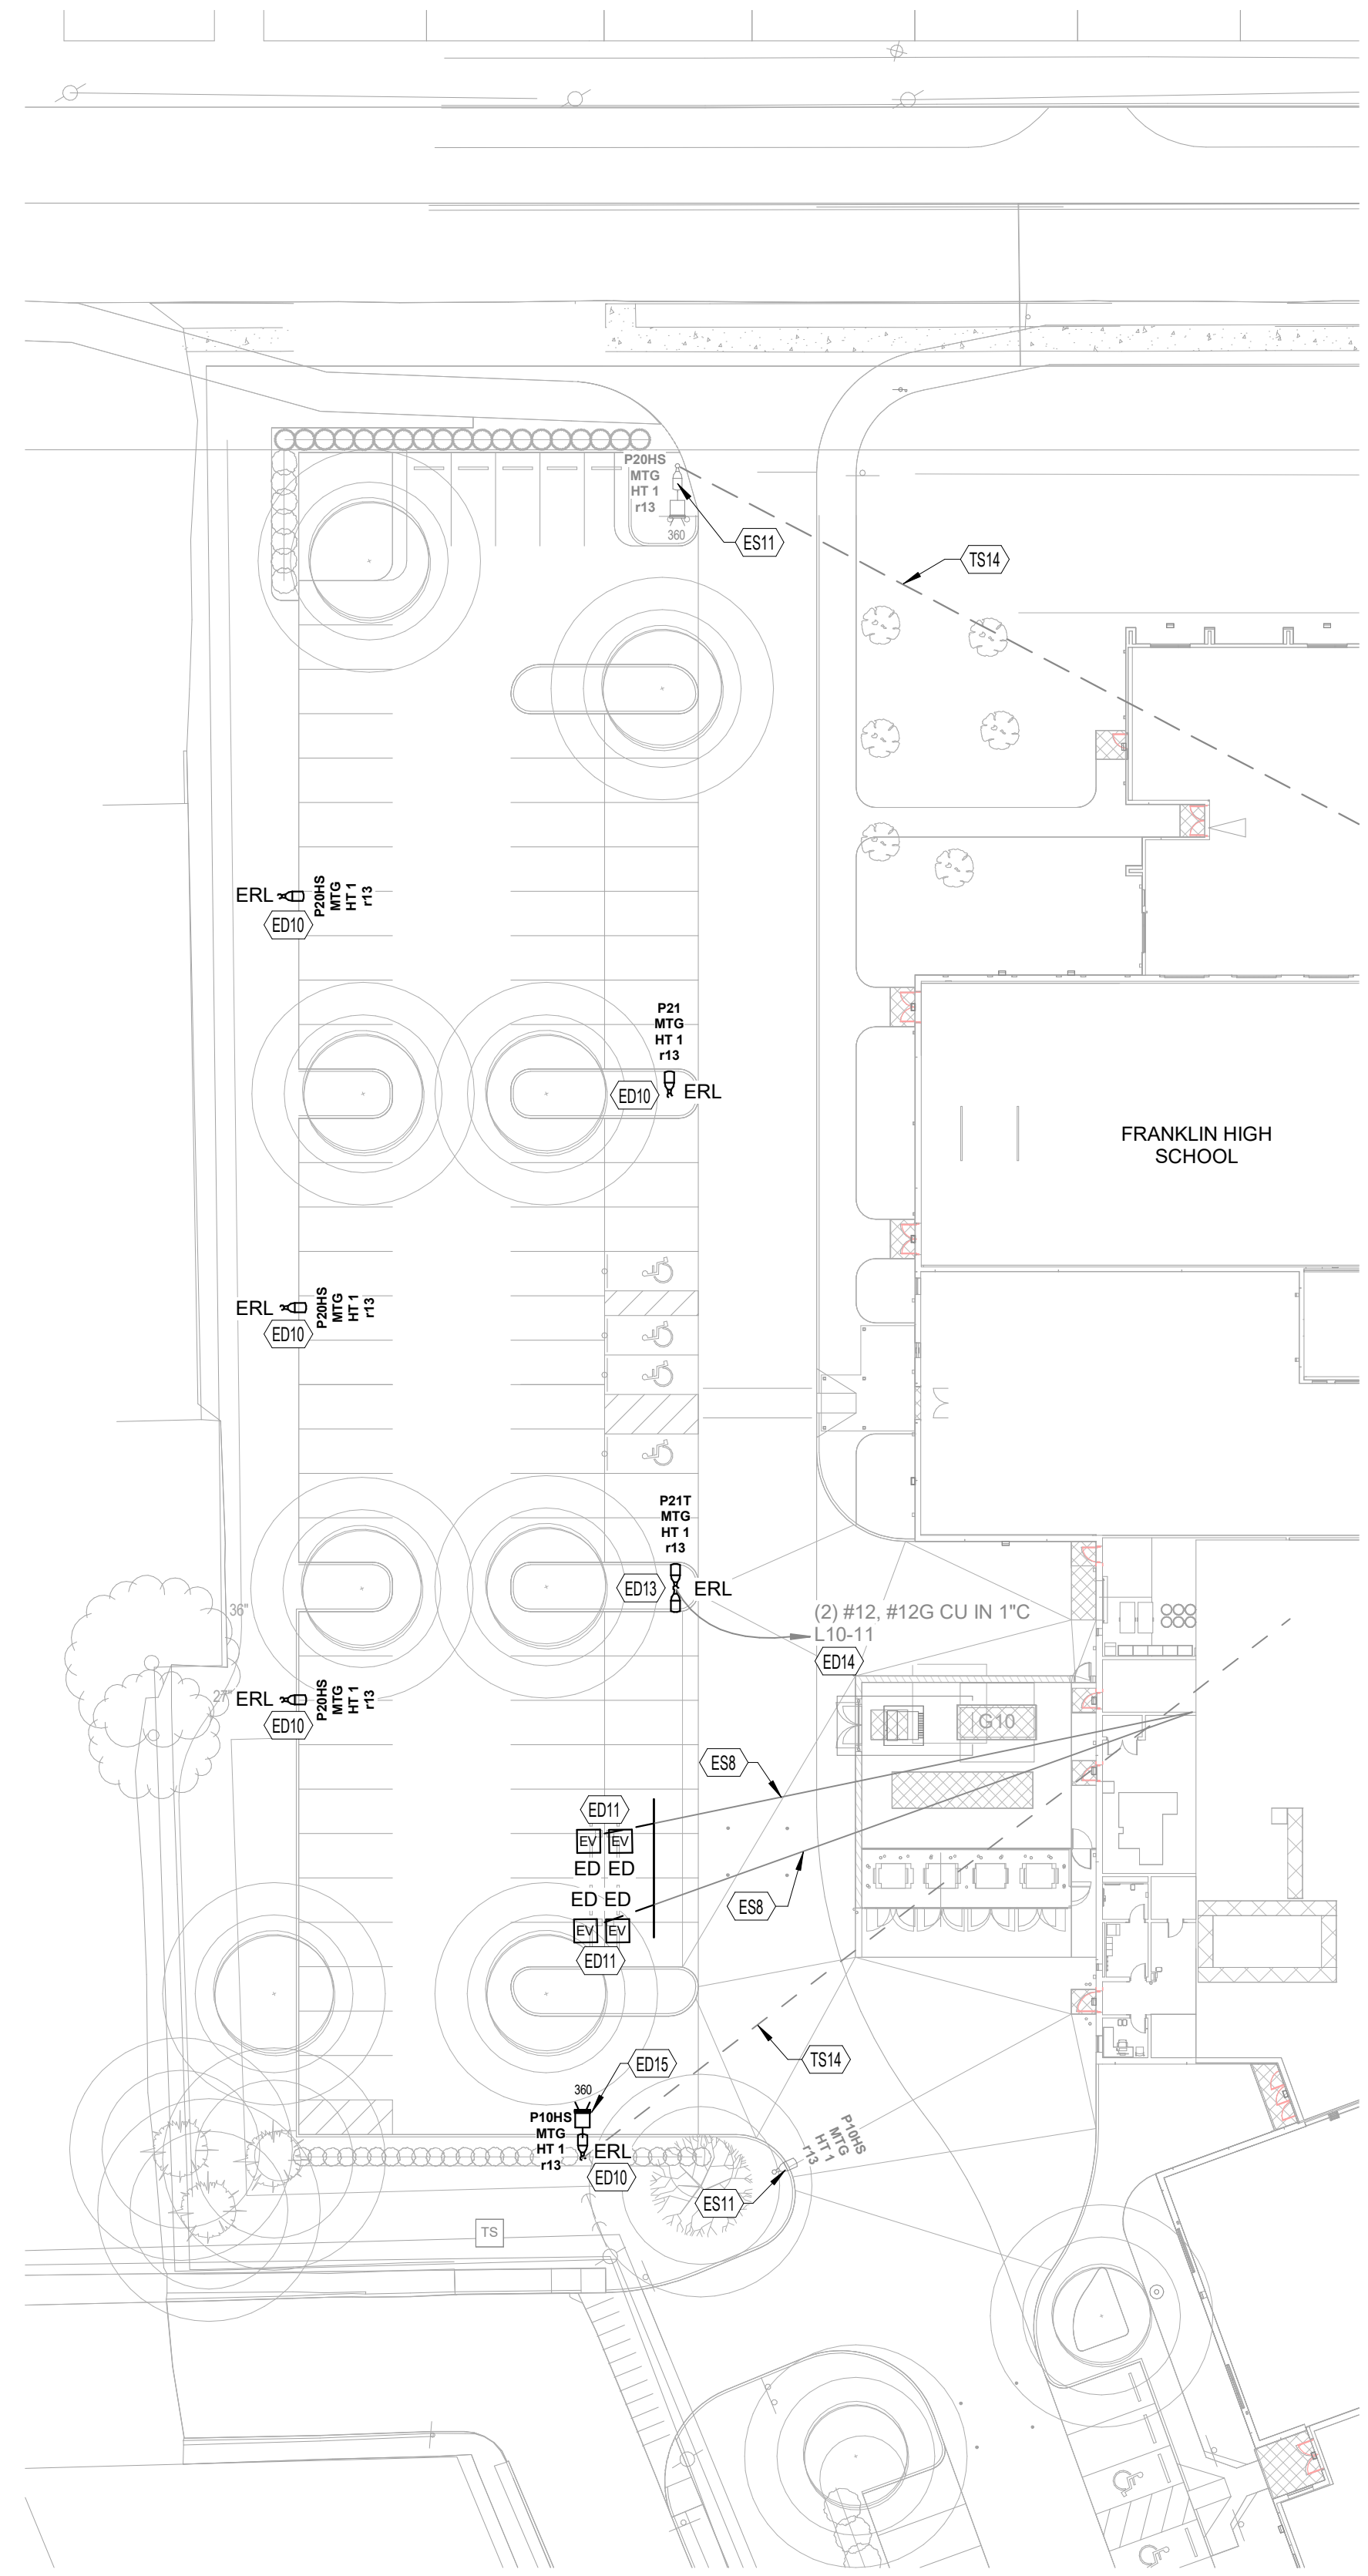 P20HS
MTG
HT 1
r13
360
ES11
TS14
ERL
P20HS
MTG
HT 1
r13
ED10
P21
MTG
HT 1
r13
ED10
ERL
FRANKLIN HIGH
SCHOOL
ERL
P20HS
MTG
HT 1
r13
ED10
P21T
MTG
HT 1
r13
ED13
ERL
36"
(2) #12, #12G CU IN 1"C
L10-11
ED14
27"
ERL
P20HS
MTG
HT 1
r13
ED10
G10
ES8
ED11
EV EV
ED ED
ED ED
EV EV
ED11
ES8
TS14
ED15
360
P10HS
MTG
HT 1
r13
ERL
ED10
P10HS
MTG
HT 1
r13
ES11
TS